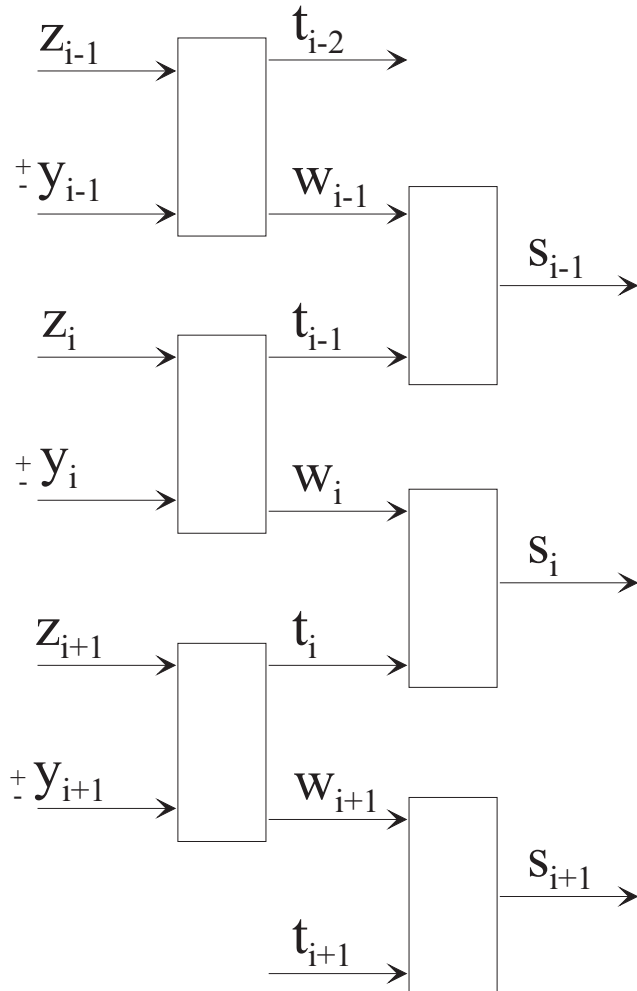 z_{i-1} t_{i-2}
± y_{i-1} w_{i-1}
s_{i-1}
z_i t_{i-1}
± y_i w_i
s_i
z_{i+1} t_i
± y_{i+1} w_{i+1}
s_{i+1}
t_{i+1}